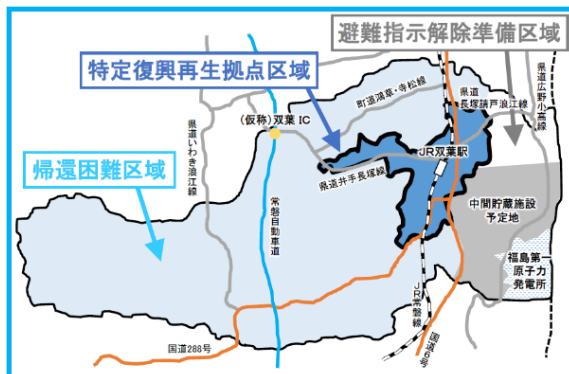 避難指示解除準備区域
特定復興再生拠点区域
県道
長塚請戸浪江線
県道広野小高線
町道鴻草・寺松線
(仮称)双葉IC
JR双葉駅
県道いわき浪江線
県道井手長塚線
帰還困難区域
常磐自動車道
中間貯蔵施設
予定地
福島第一
原子力
発電所
JR常磐線
国道6号
国道288号